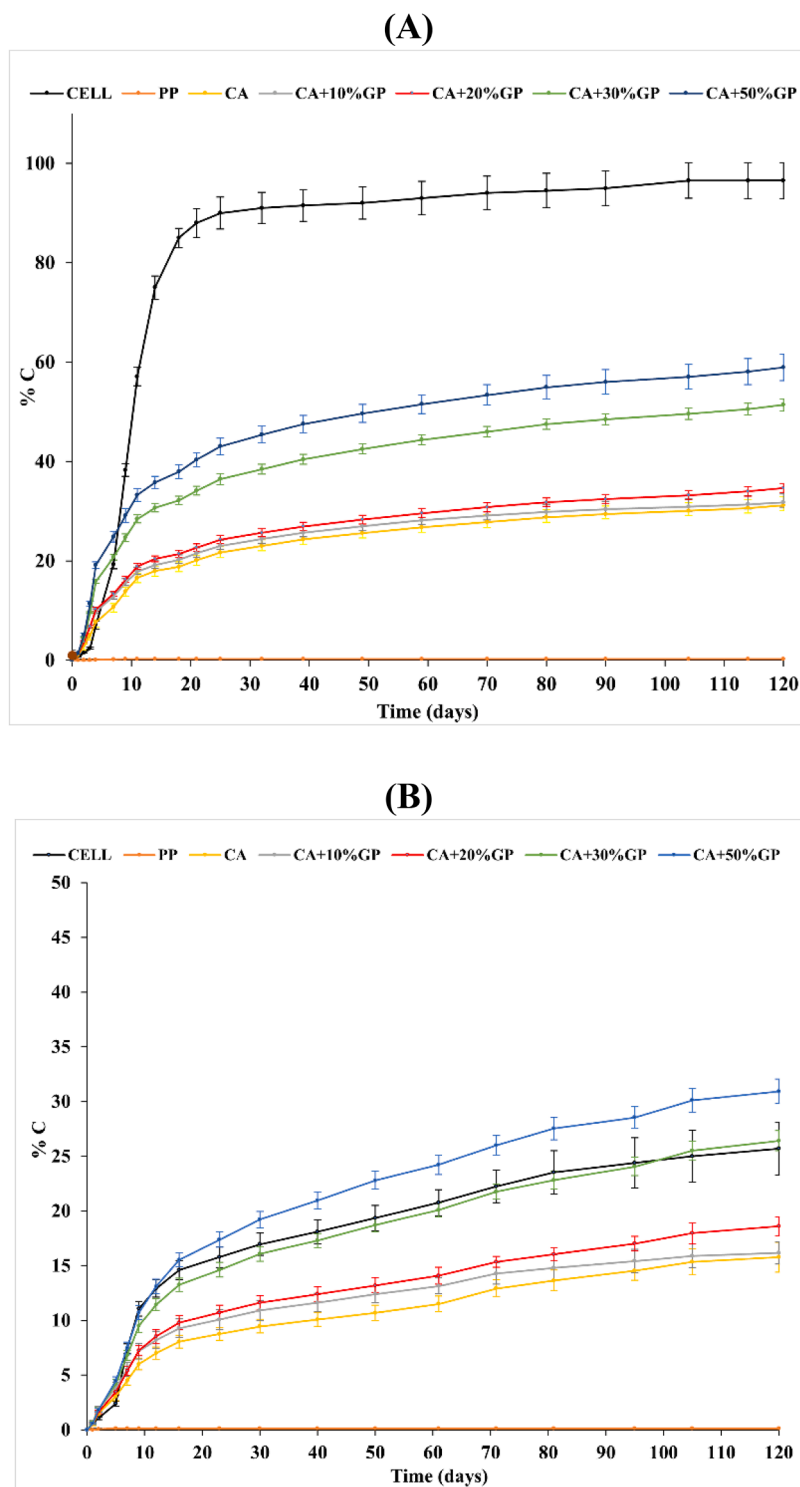 (A)
CELL PP CA CA+10%GP CA+20%GP CA+30%GP CA+50%GP
100
80
60
40
20
0
% C
0 10 20 30 40 50 60 70 80 90 100 110 120
Time (days)
(B)
CELL PP CA CA+10%GP CA+20%GP CA+30%GP CA+50%GP
50
45
40
35
30
25
20
15
10
5
0
% C
0 10 20 30 40 50 60 70 80 90 100 110 120
Time (days)